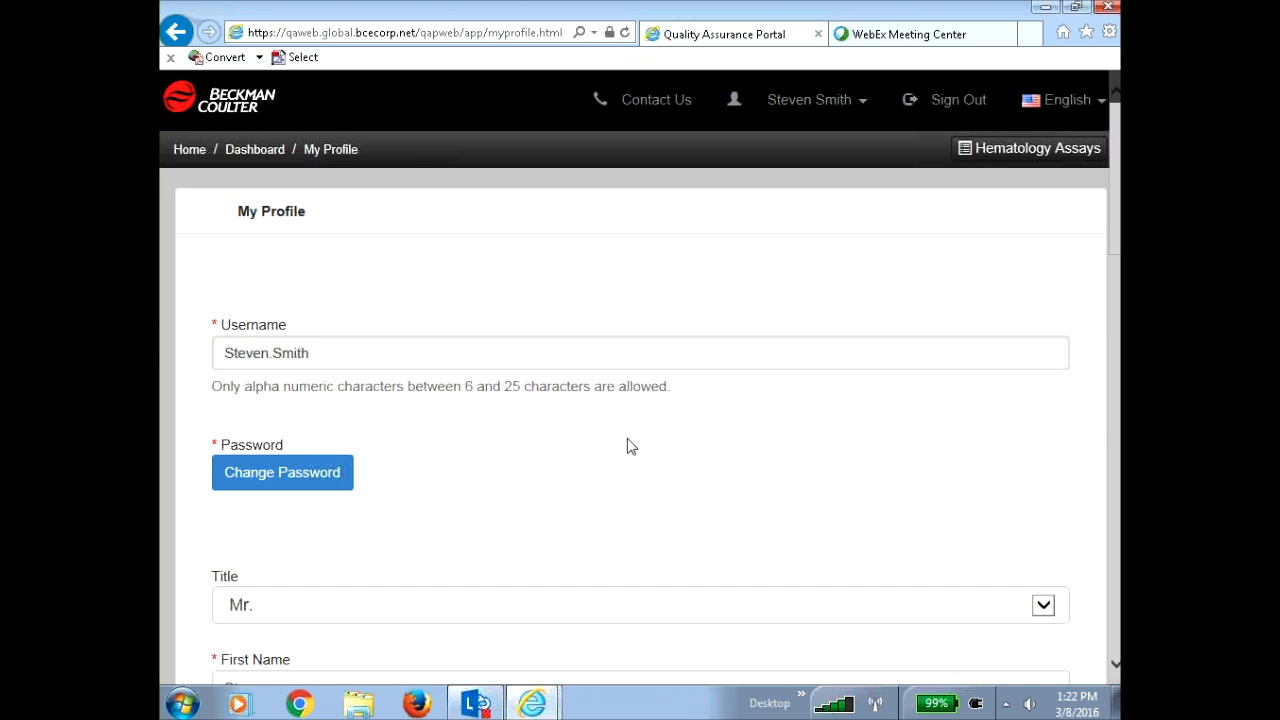 https://qaweb.global.bcecorp.net/qapweb/app/myprofile.html
Quality Assurance Portal
WebEx Meeting Center
Convert
Select
BECKMAN
COULTER
Contact Us
Steven Smith
Sign Out
English
Home / Dashboard / My Profile
Hematology Assays
My Profile
* Username
Steven.Smith
Only alpha numeric characters between 6 and 25 characters are allowed.
* Password
Change Password
Title
Mr.
* First Name
Desktop
99%
1:22 PM
3/8/2016